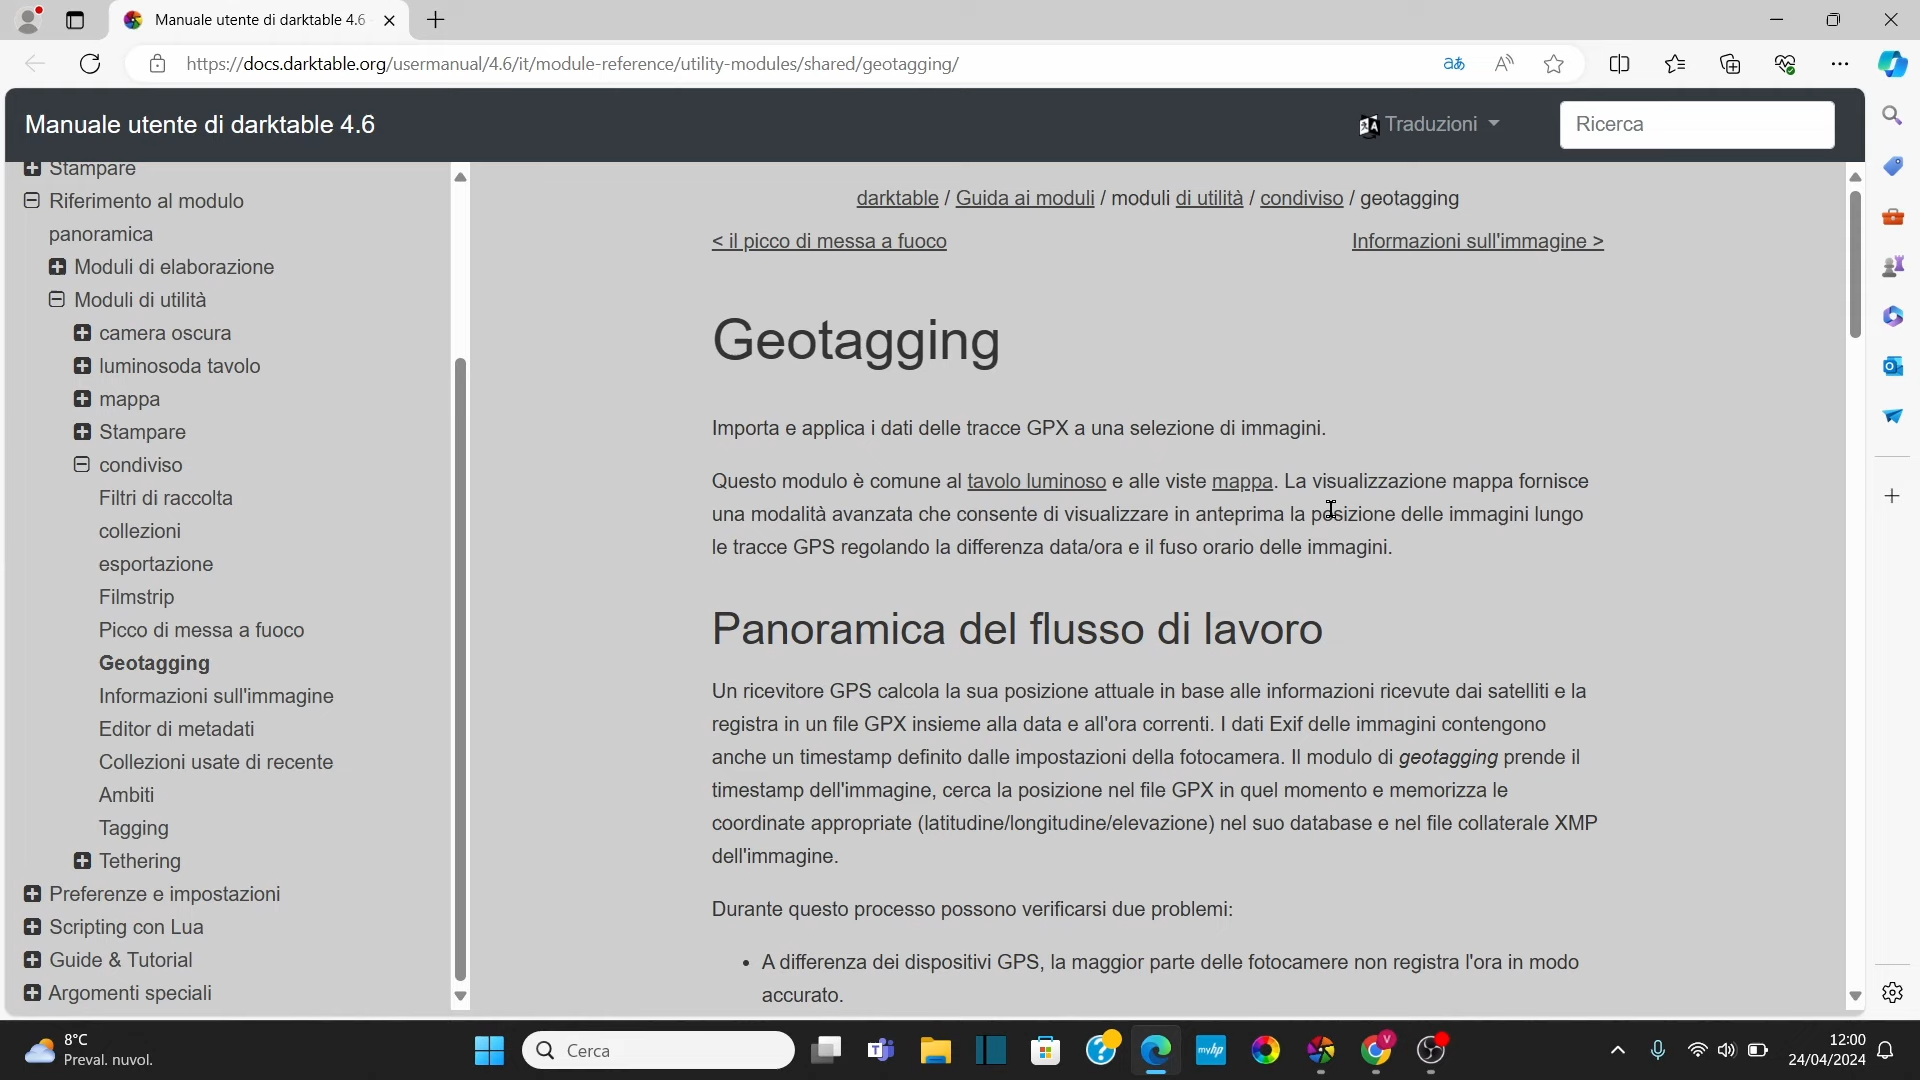 Manuale utente di darktable 4.6
https://docs.darktable.org/usermanual/4.6/it/module-reference/utility-modules/shared/geotagging/
Manuale utente di darktable 4.6
Traduzioni
Ricerca
Stampare
Riferimento al modulo
panoramica
Moduli di elaborazione
Moduli di utilità
camera oscura
luminosoda tavolo
mappa
Stampare
condiviso
Filtri di raccolta
collezioni
esportazione
Filmstrip
Picco di messa a fuoco
Geotagging
Informazioni sull'immagine
Editor di metadati
Collezioni usate di recente
Ambiti
Tagging
Tethering
Preferenze e impostazioni
Scripting con Lua
Guide & Tutorial
Argomenti speciali
darktable / Guida ai moduli / moduli di utilità / condiviso / geotagging
< il picco di messa a fuoco
Informazioni sull'immagine >
Geotagging
Importa e applica i dati delle tracce GPX a una selezione di immagini.
Questo modulo è comune al tavolo luminoso e alle viste mappa. La visualizzazione mappa fornisce
una modalità avanzata che consente di visualizzare in anteprima la posizione delle immagini lungo
le tracce GPS regolando la differenza data/ora e il fuso orario delle immagini.
Panoramica del flusso di lavoro
Un ricevitore GPS calcola la sua posizione attuale in base alle informazioni ricevute dai satelliti e la
registra in un file GPX insieme alla data e all'ora correnti. I dati Exif delle immagini contengono
anche un timestamp definito dalle impostazioni della fotocamera. Il modulo di geotagging prende il
timestamp dell'immagine, cerca la posizione nel file GPX in quel momento e memorizza le
coordinate appropriate (latitudine/longitudine/elevazione) nel suo database e nel file collaterale XMP
dell'immagine.
Durante questo processo possono verificarsi due problemi:
• A differenza dei dispositivi GPS, la maggior parte delle fotocamere non registra l'ora in modo
accurato.
8°C
Preval. nuvol.
Cerca
myhp
V
12:00
24/04/2024